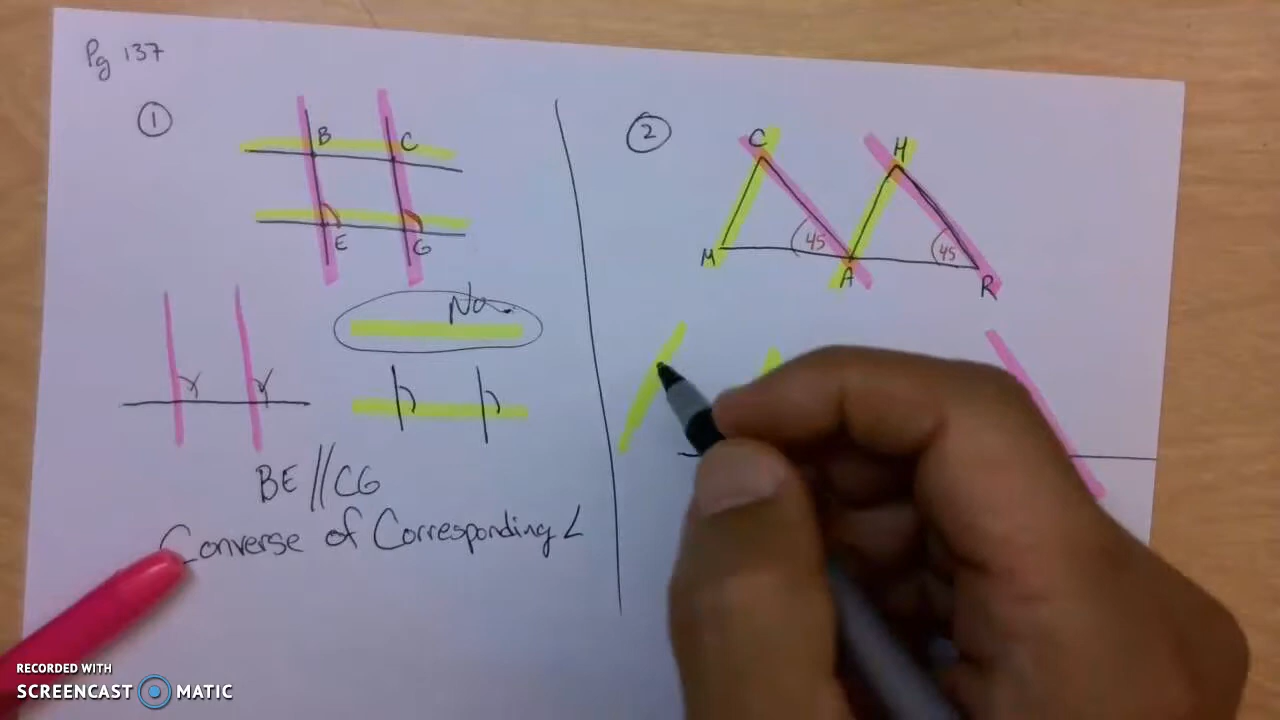 Pg 137
1
B
C
E
G
No
BE//CG
Converse of Corresponding <
2
C
H
45
45
M
A
R
RECORDED WITH
SCREENCAST MATIC